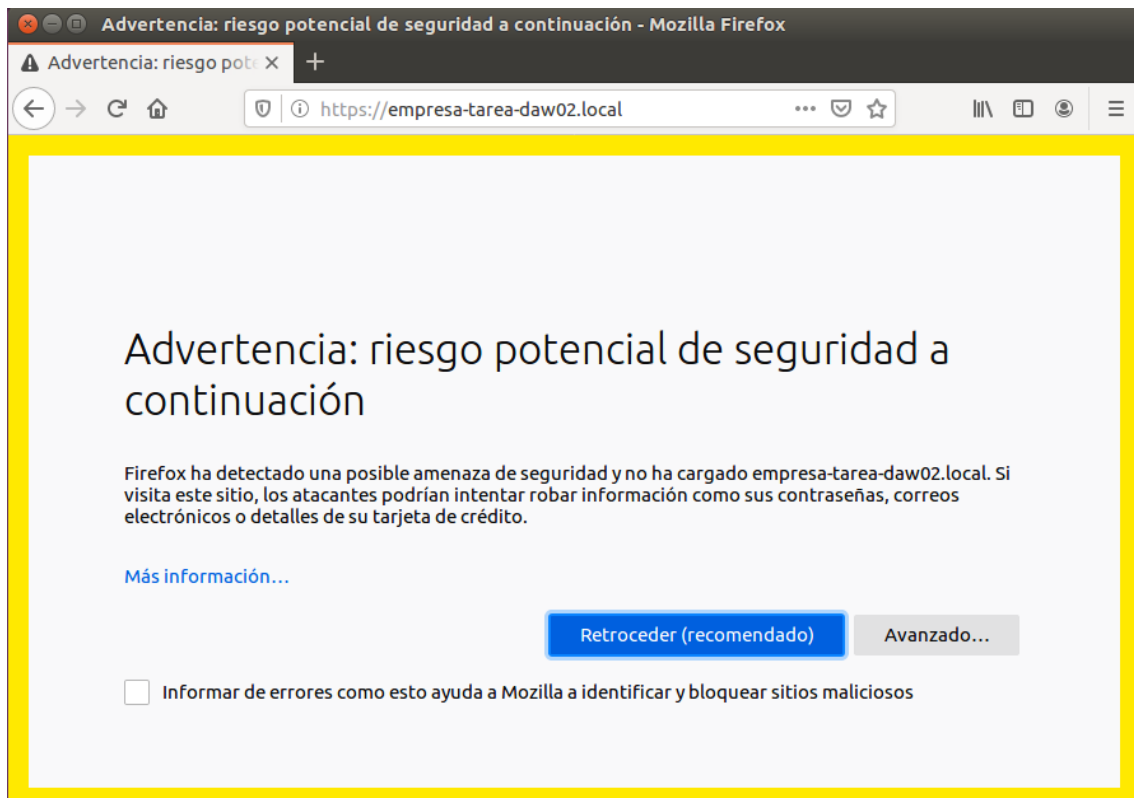 Advertencia: riesgo potencial de seguridad a continuación - Mozilla Firefox
Advertencia: riesgo pote
https://empresa-tarea-daw02.local
Advertencia: riesgo potencial de seguridad a
continuación
Firefox ha detectado una posible amenaza de seguridad y no ha cargado empresa-tarea-daw02.local. Si
visita este sitio, los atacantes podrían intentar robar información como sus contraseñas, correos
electrónicos o detalles de su tarjeta de crédito.
Más información…
Retroceder (recomendado) Avanzado…
Informar de errores como esto ayuda a Mozilla a identificar y bloquear sitios maliciosos